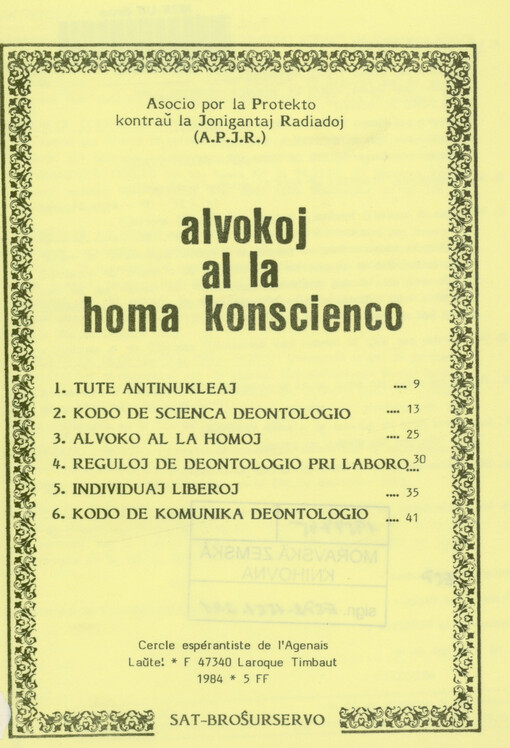 Asocio por la Protekto
kontraŭ la Jonigantaj Radiadoj
(A.P.J.R.)
alvokoj
al la
homa konscienco
1. TUTE ANTINUKLEAJ .... 9
2. KODO DE SCIENCA DEONTOLOGIO .... 13
3. ALVOKO AL LA HOMOJ .... 25
4. REGULOJ DE DEONTOLOGIO PRI LABORO .... 30
5. INDIVIDUAJ LIBEROJ .... 35
6. KODO DE KOMUNIKA DEONTOLOGIO .... 41
MORAVSKÁ ZEMSKÁ
KNIHOVNA
sign.
Cercle espérantiste de l'Agenais
Laŭte! * F 47340 Laroque Timbaut
1984 * 5 FF
SAT-BROŜURSERVO